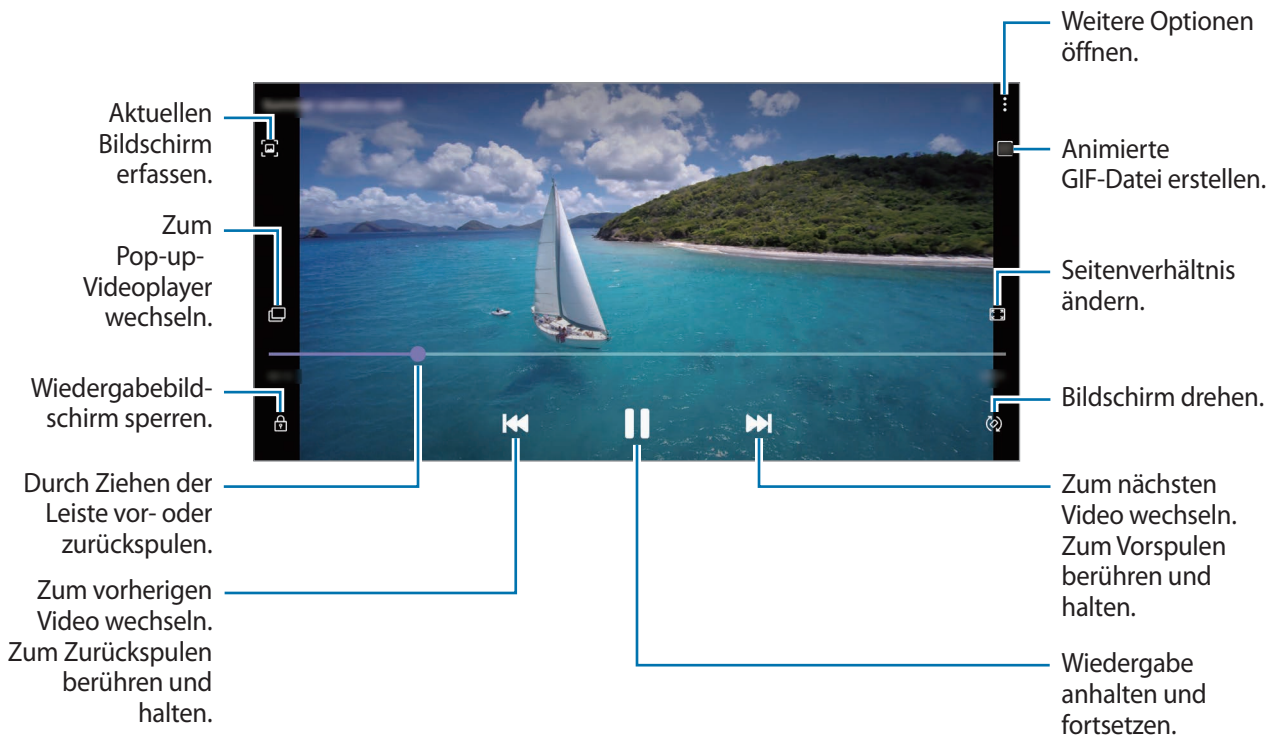 Aktuellen
Bildschirm
erfassen.
Zum
Pop-up-
Videoplayer
wechseln.
Wiedergabebild-
schirm sperren.
Durch Ziehen der
Leiste vor- oder
zurückspulen.
Zum vorherigen
Video wechseln.
Zum Zurückspulen
berühren und
halten.
Weitere Optionen
öffnen.
Animierte
GIF-Datei erstellen.
Seitenverhältnis
ändern.
Bildschirm drehen.
Zum nächsten
Video wechseln.
Zum Vorspulen
berühren und
halten.
Wiedergabe
anhalten und
fortsetzen.